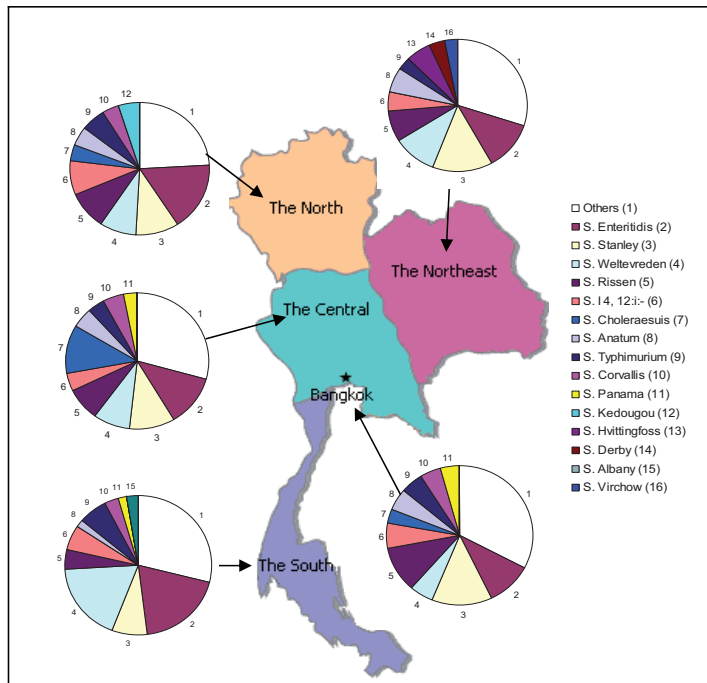 12
10
9
8
7
6
5
4
3
2
1
16
14
13
9
8
6
5
4
3
2
1
The North
The Northeast
The Central
Bangkok
The South
11
10
9
8
7
6
5
4
3
2
1
15
11
10
9
8
6
5
4
3
2
1
11
10
9
8
7
6
5
4
3
2
1
Others (1)
S. Enteritidis (2)
S. Stanley (3)
S. Weltevreden (4)
S. Rissen (5)
S. I 4, 12:i:- (6)
S. Choleraesuis (7)
S. Anatum (8)
S. Typhimurium (9)
S. Corvallis (10)
S. Panama (11)
S. Kedougou (12)
S. Hvittingfoss (13)
S. Derby (14)
S. Albany (15)
S. Virchow (16)